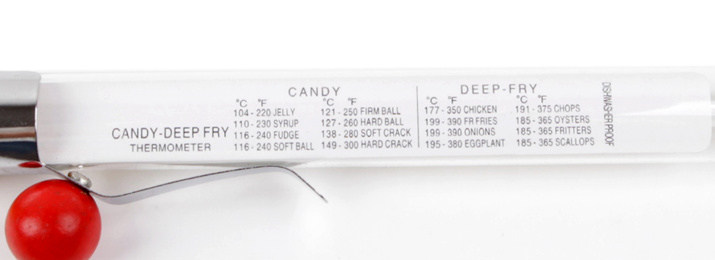 CANDY-DEEP FRY
THERMOMETER
CANDY
°C °F °C °F
104 - 220 JELLY 121 - 250 FIRM BALL
110 - 230 SYRUP 127 - 260 HARD BALL
116 - 240 FUDGE 138 - 280 SOFT CRACK
116 - 240 SOFT BALL 149 - 300 HARD CRACK
DEEP-FRY
°C °F °C °F
177 - 350 CHICKEN 191 - 375 CHOPS
199 - 390 FR FRIES 185 - 365 OYSTERS
199 - 390 ONIONS 185 - 365 FRITTERS
195 - 380 EGGPLANT 185 - 365 SCALLOPS
DISHWASHERPROOF